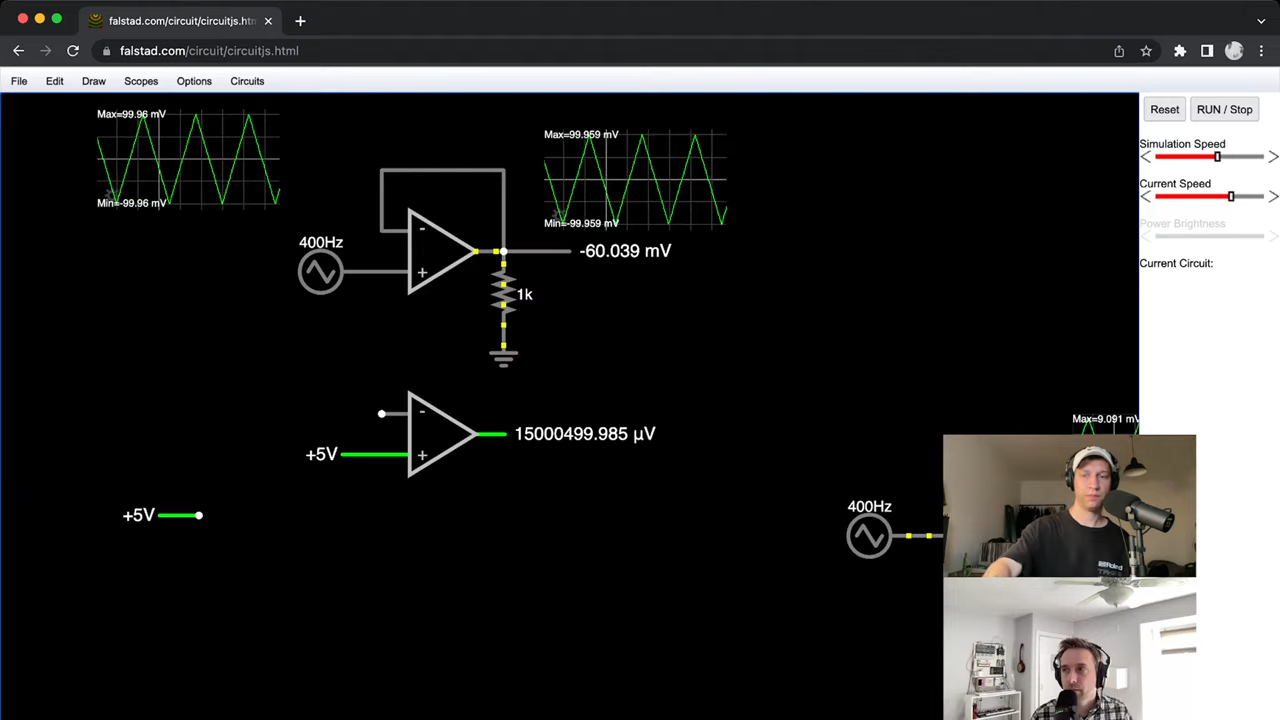 falstad.com/circuit/circuitjs.htm
falstad.com/circuit/circuitjs.html
File Edit Draw Scopes Options Circuits
Reset RUN / Stop
Simulation Speed
Current Speed
Power Brightness
Current Circuit:
Max=99.96 mV
Min=-99.96 mV
Max=99.959 mV
Min=-99.959 mV
400Hz
-
+
-60.039 mV
1k
-
+5V
+
15000499.985 μV
+5V
Max=9.091 mV
400Hz
Roland